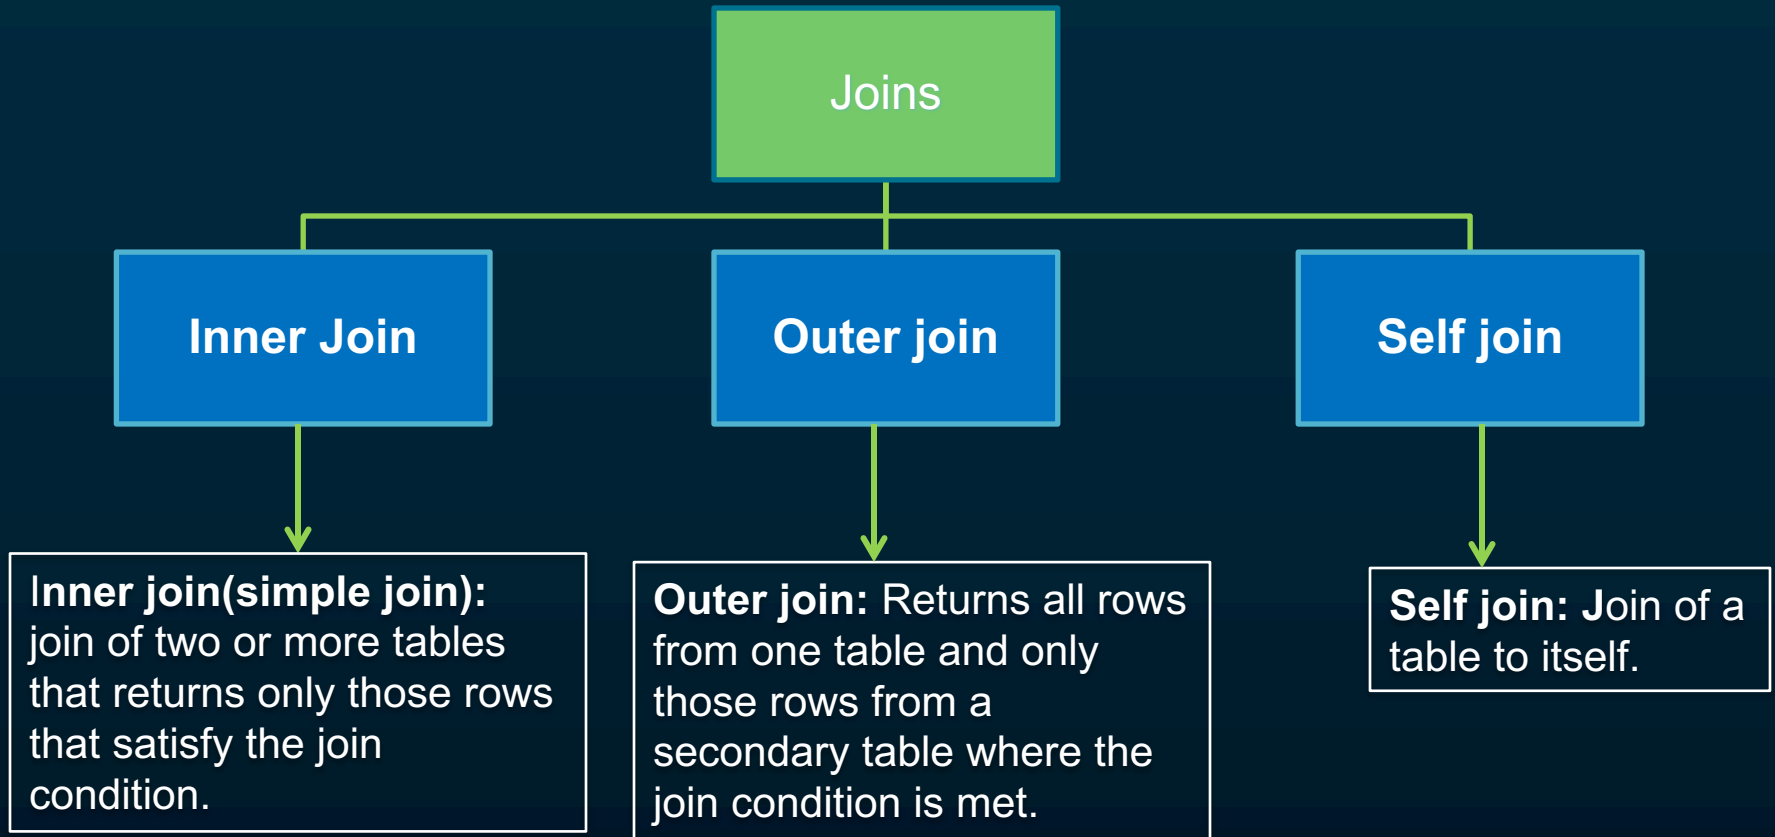 Joins
Inner Join
Outer join
Self join
Inner join(simple join):
join of two or more tables
that returns only those rows
that satisfy the join
condition.
Outer join: Returns all rows
from one table and only
those rows from a
secondary table where the
join condition is met.
Self join: Join of a
table to itself.